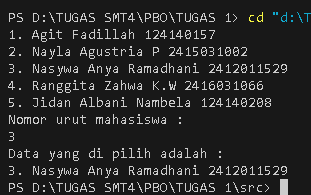 PS D:\TUGAS SMT4\PBO\TUGAS 1> cd "d:\T
1. Agit Fadillah 124140157
2. Nayla Agustria P 2415031002
3. Nasywa Anya Ramadhani 2412011529
4. Ranggita Zahwa K.W 2416031066
5. Jidan Albani Nambela 124140208
Nomor urut mahasiswa :
3
Data yang di pilih adalah :
3. Nasywa Anya Ramadhani 2412011529
PS D:\TUGAS SMT4\PBO\TUGAS 1\src>